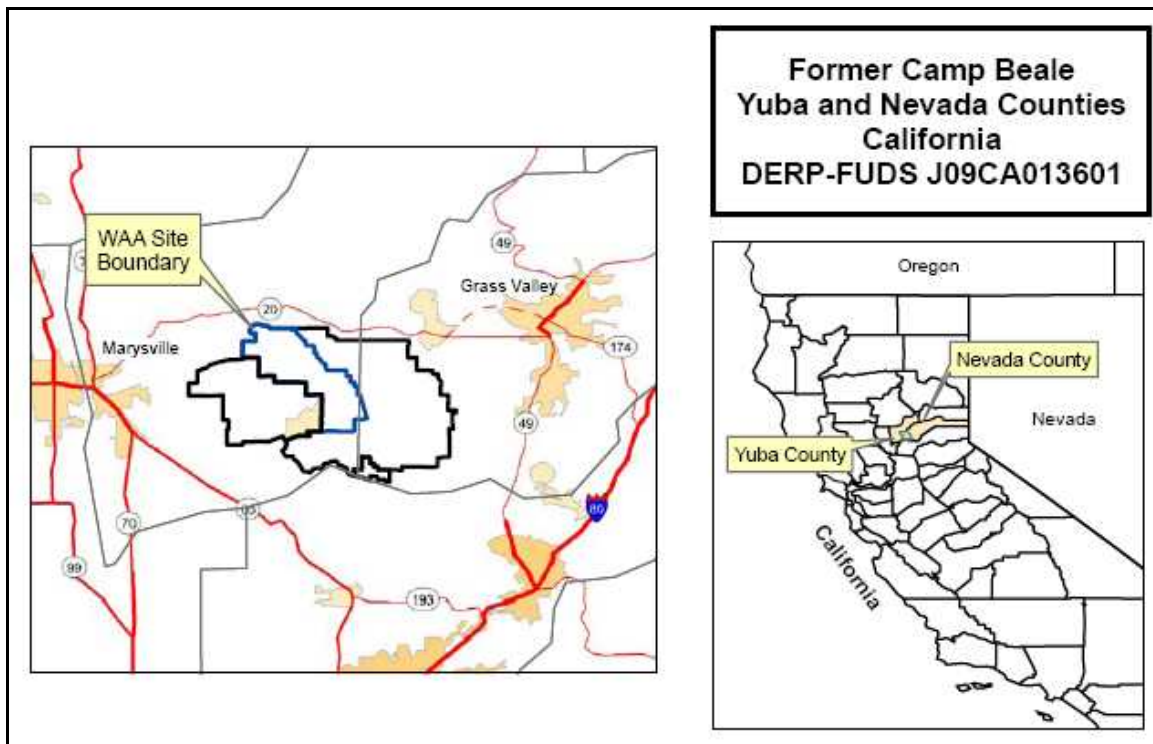 Former Camp Beale
Yuba and Nevada Counties
California
DERP-FUDS J09CA013601
WAA Site
Boundary
49
Grass Valley
20
Marysville
174
49
80
65
70
99
193
Oregon
Nevada County
Nevada
Yuba County
California